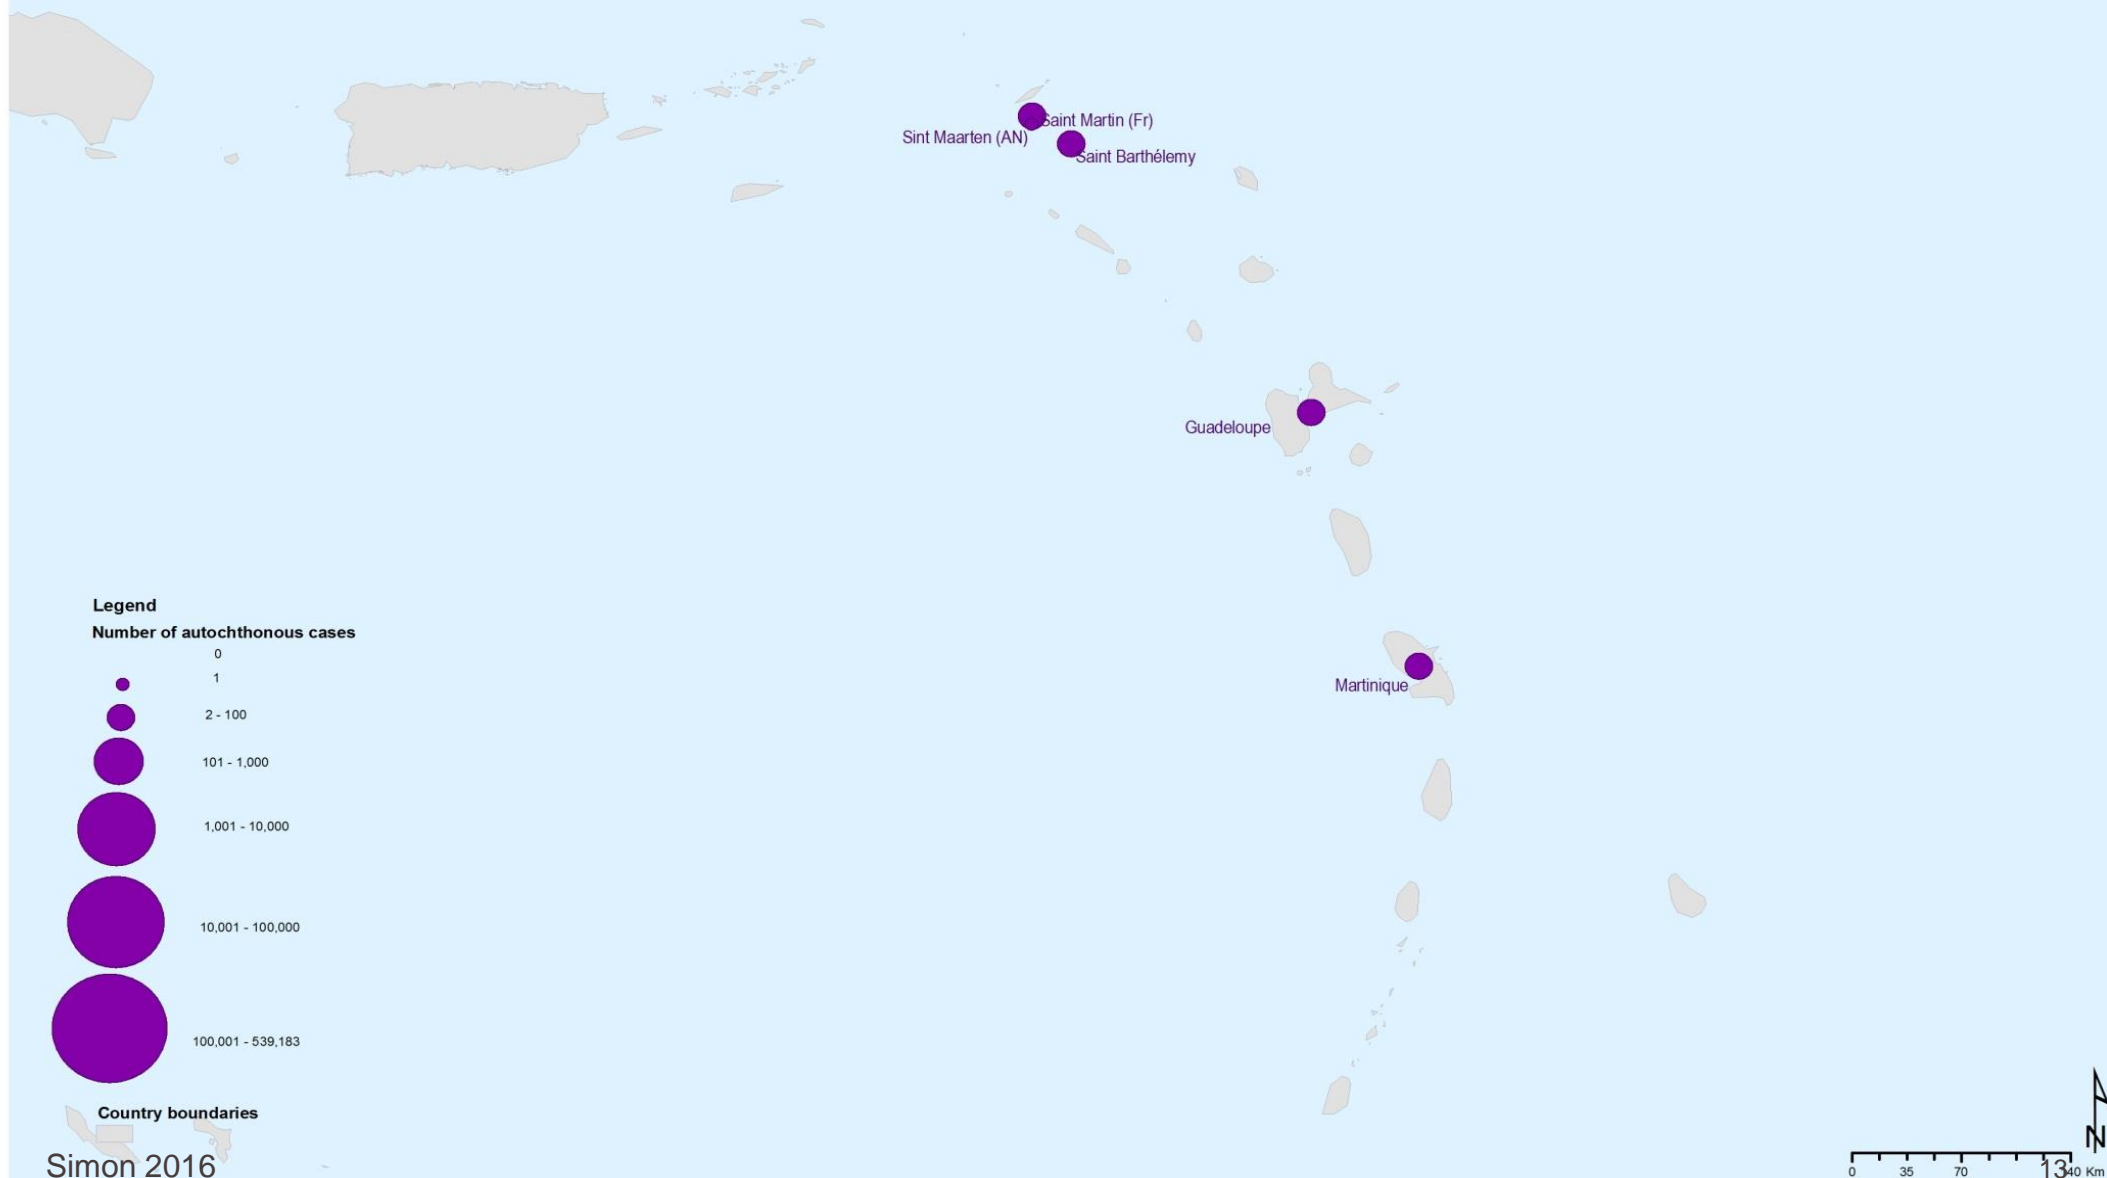 Saint Martin (Fr)
Sint Maarten (AN)
Saint Barthélemy
Guadeloupe
Martinique
Legend
Number of autochthonous cases
0
1
2 - 100
101 - 1,000
1,001 - 10,000
10,001 - 100,000
100,001 - 539,183
Country boundaries
Simon 2016
N
0 35 70 140 Km
13